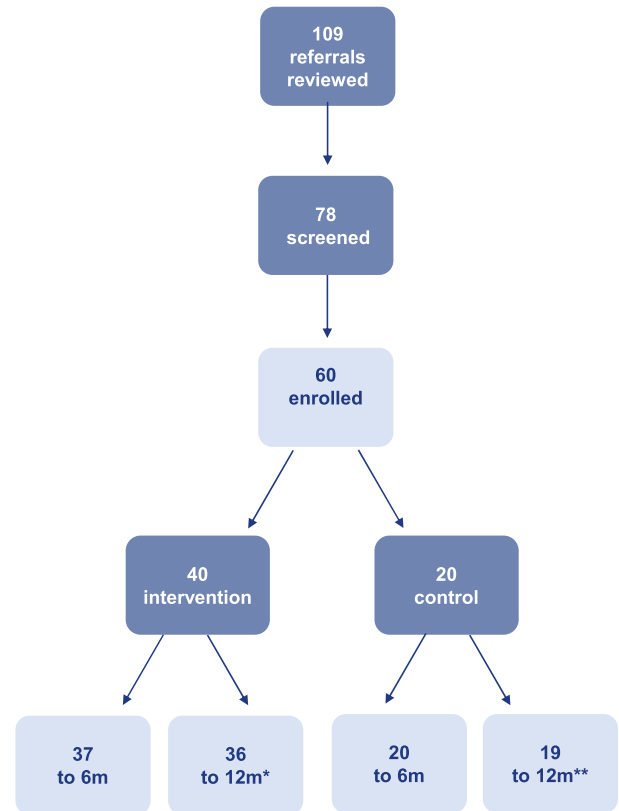 109
referrals
reviewed
78
screened
60
enrolled
40
intervention
20
control
37
to 6m
36
to 12m*
20
to 6m
19
to 12m**